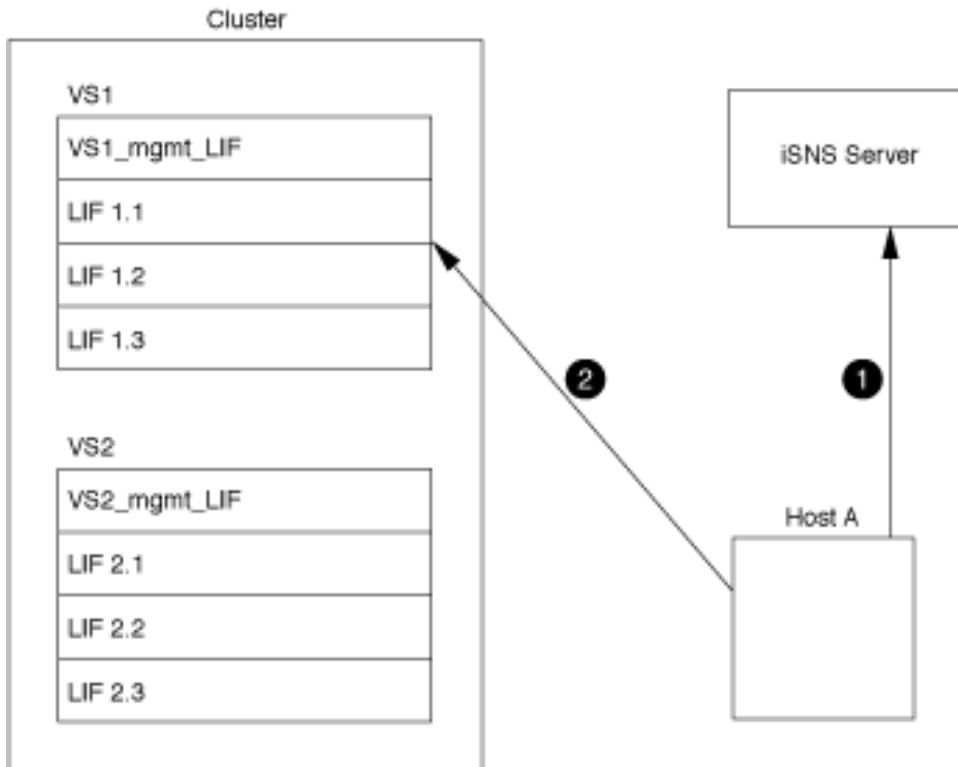 Cluster
VS1
VS1_mgmt_LIF
LIF 1.1
LIF 1.2
LIF 1.3
VS2
VS2_mgmt_LIF
LIF 2.1
LIF 2.2
LIF 2.3
iSNS Server
2
1
Host A